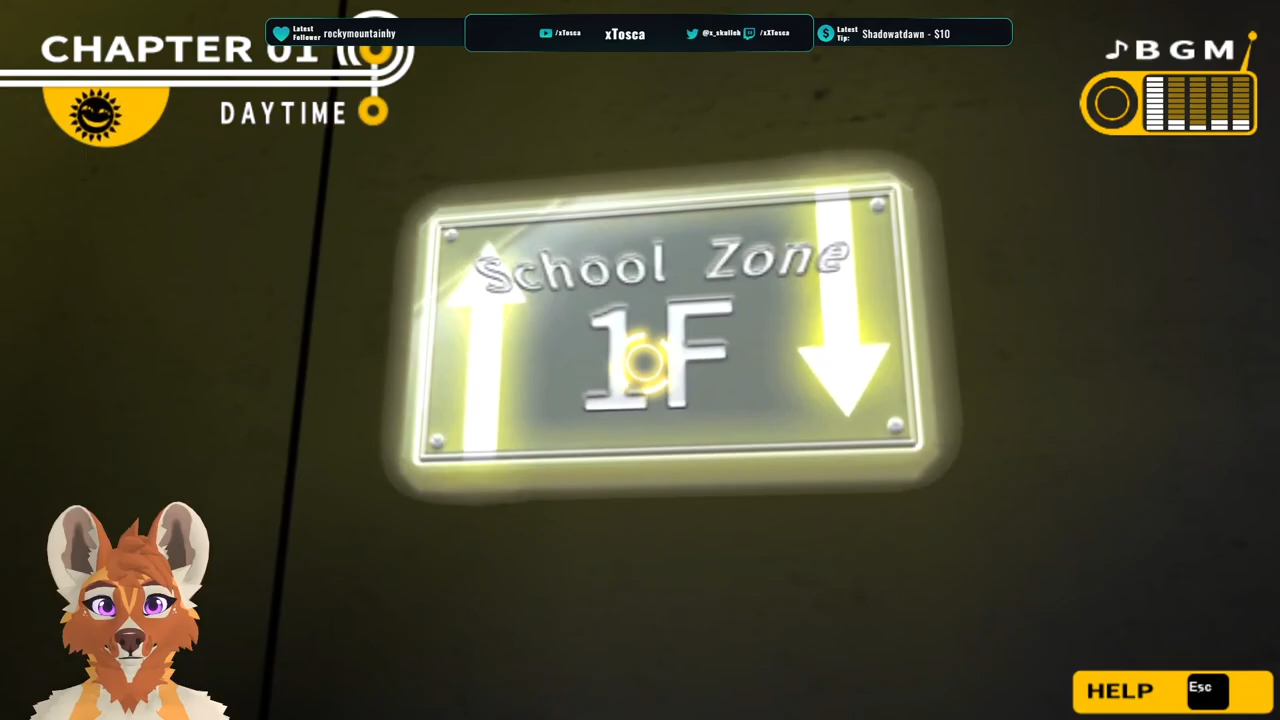 Latest
Follower
rockymountainhy
/xTosca
xTosca
@x_skulleh
/xXTosca
Latest
Tip:
Shadowatdawn - $10
CHAPTER 01
DAYTIME
♪BGM
School Zone
1F
HELP
Esc